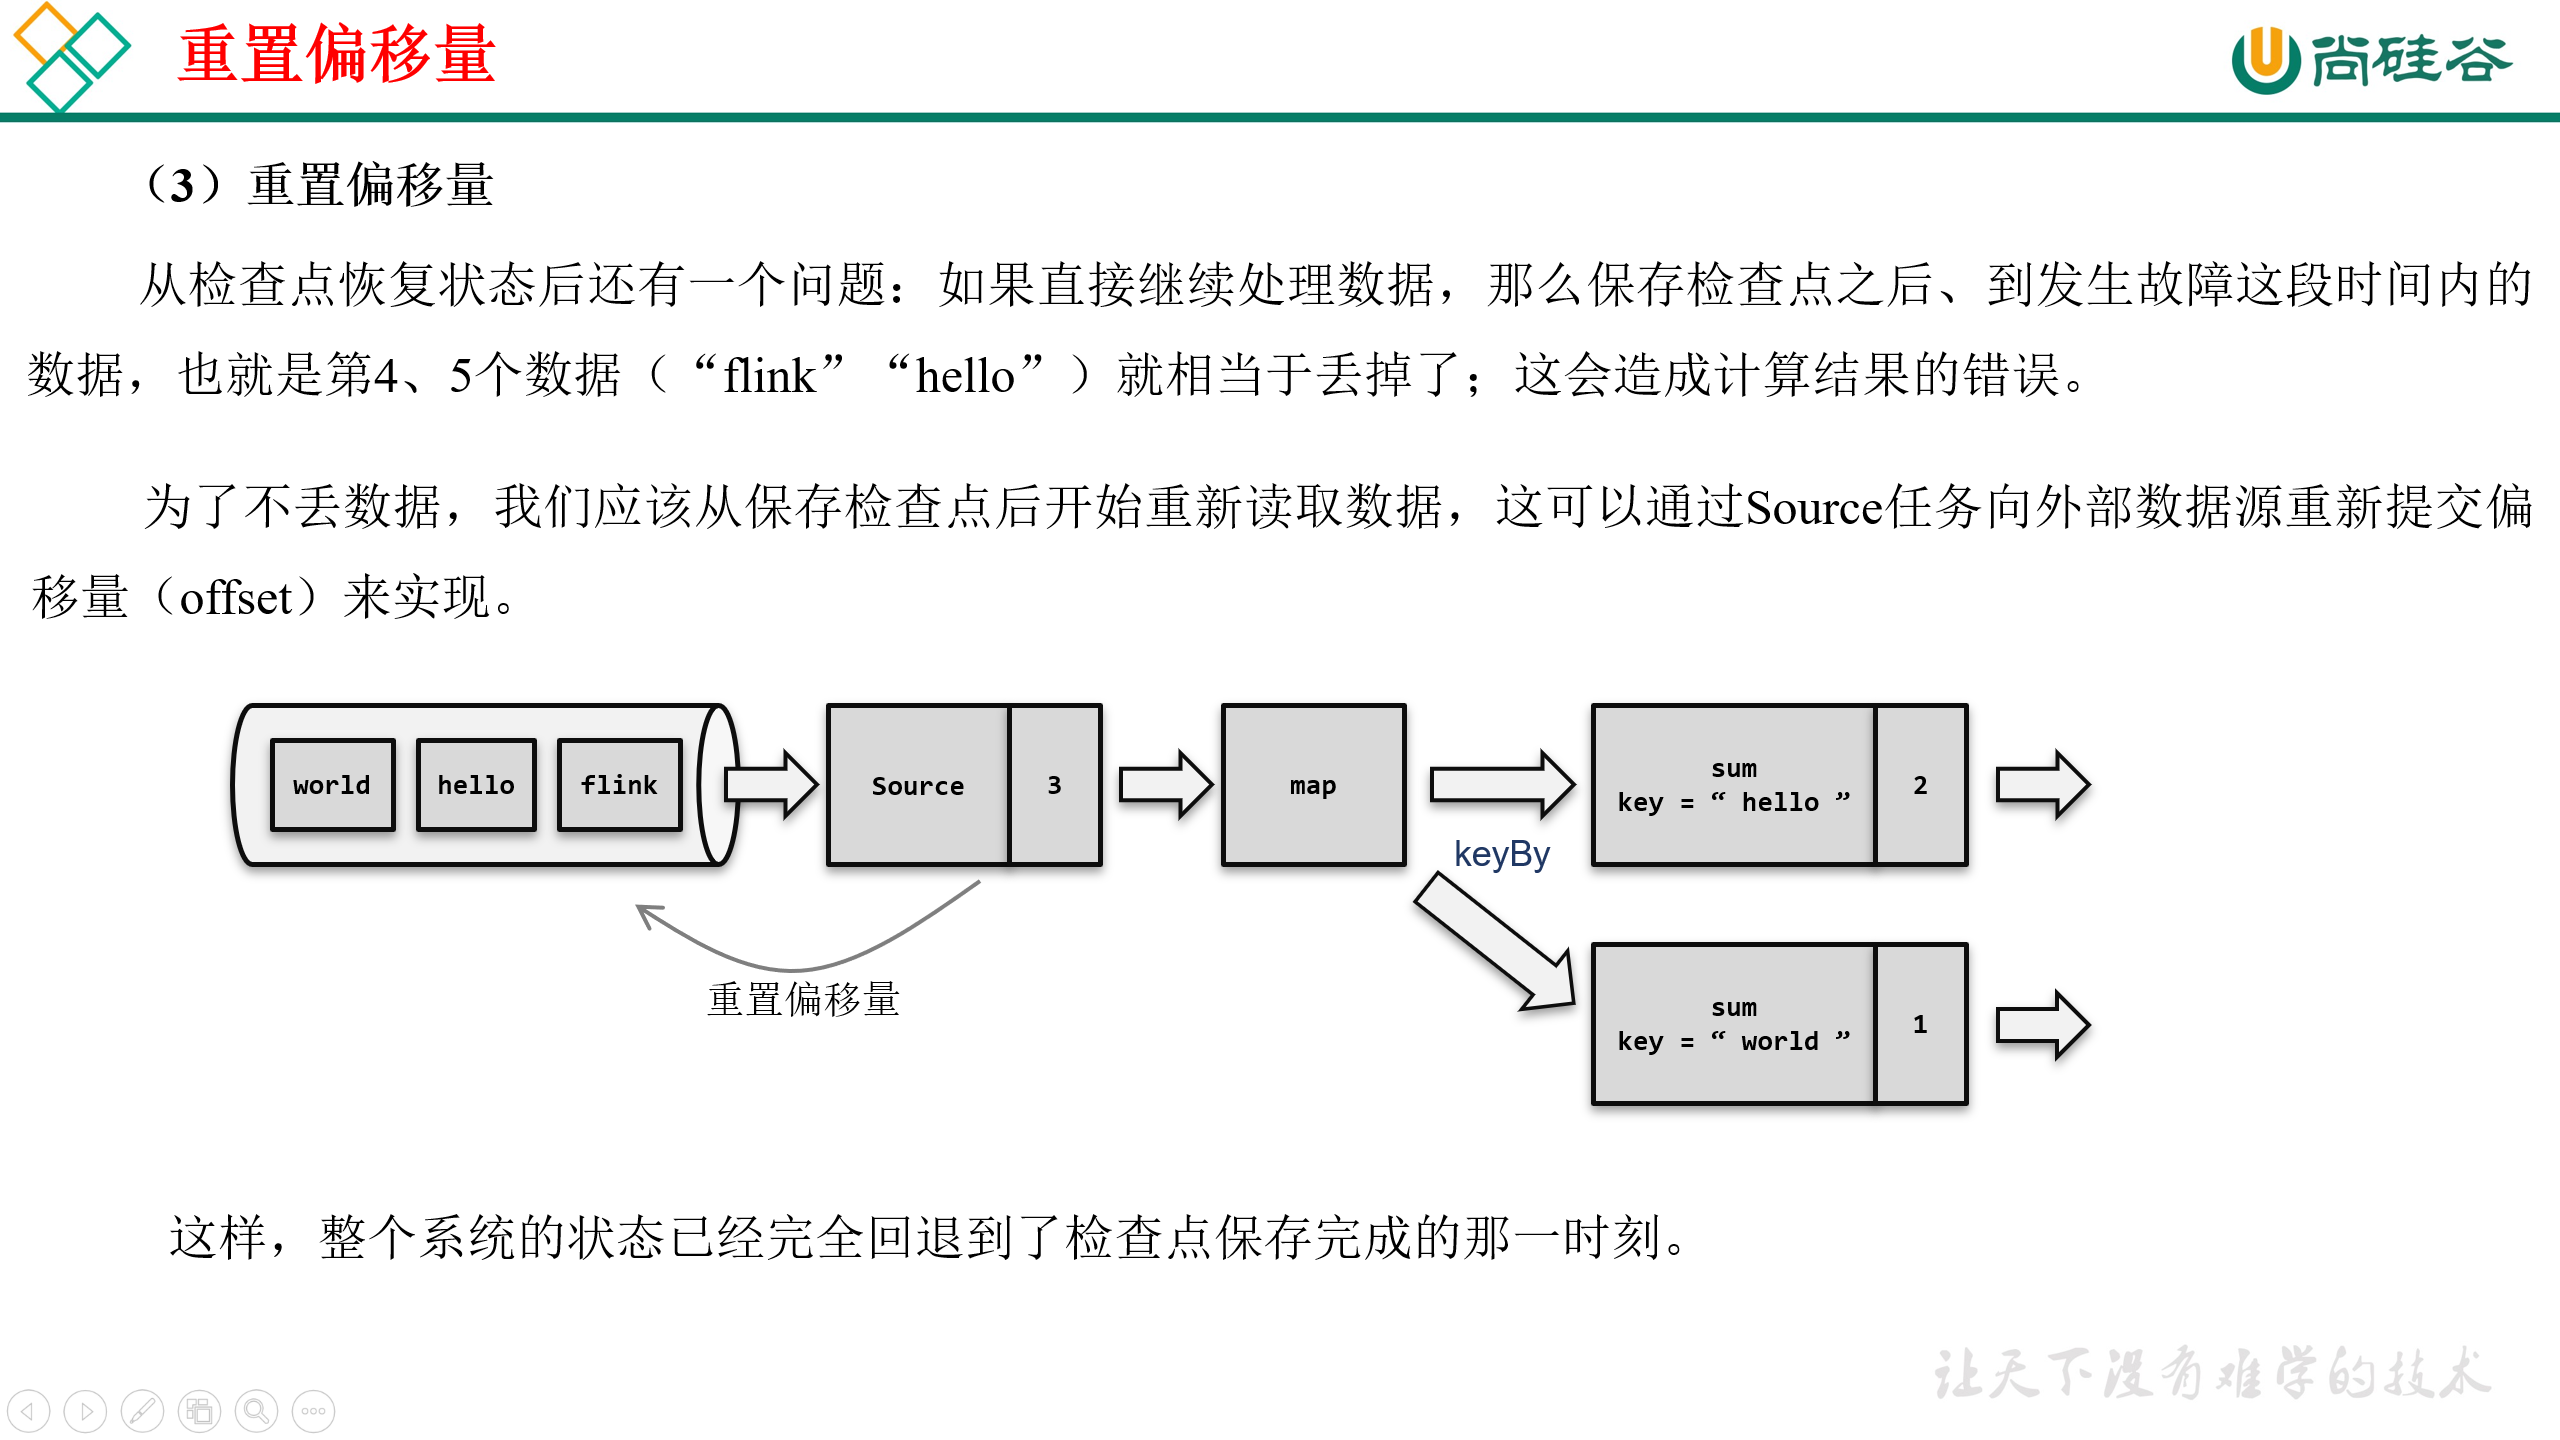 重置偏移量
尚硅谷
（3）重置偏移量
从检查点恢复状态后还有一个问题：如果直接继续处理数据，那么保存检查点之后、到发生故障这段时间内的
数据，也就是第4、5个数据（“flink”“hello”）就相当于丢掉了；这会造成计算结果的错误。
为了不丢数据，我们应该从保存检查点后开始重新读取数据，这可以通过Source任务向外部数据源重新提交偏
移量（offset）来实现。
world
hello
flink
Source
3
map
keyBy
sum
key = “ hello ”
2
重置偏移量
sum
key = “ world ”
1
这样，整个系统的状态已经完全回退到了检查点保存完成的那一时刻。
让天下没有难学的技术